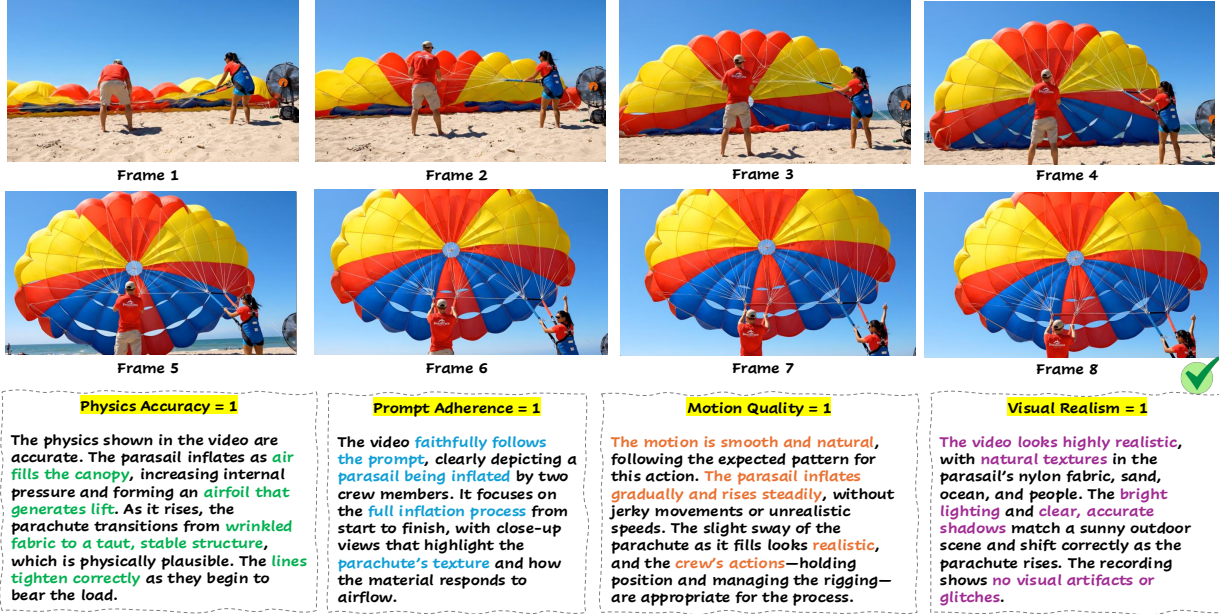 Frame 1
Frame 2
Frame 3
Frame 4
Frame 5
Frame 6
Frame 7
Frame 8
Physics Accuracy = 1
The physics shown in the video are
accurate. The parasail inflates as air
fills the canopy, increasing internal
pressure and forming an airfoil that
generates lift. As it rises, the
parachute transitions from wrinkled
fabric to a taut, stable structure,
which is physically plausible. The lines
tighten correctly as they begin to
bear the load.
Prompt Adherence = 1
The video faithfully follows
the prompt, clearly depicting a
parasail being inflated by two
crew members. It focuses on
the full inflation process from
start to finish, with close-up
views that highlight the
parachute's texture and how
the material responds to
airflow.
Motion Quality = 1
The motion is smooth and natural,
following the expected pattern for
this action. The parasail inflates
gradually and rises steadily, without
jerky movements or unrealistic
speeds. The slight sway of the
parachute as it fills looks realistic,
and the crew's actions—holding
position and managing the rigging—
are appropriate for the process.
Visual Realism = 1
The video looks highly realistic,
with natural textures in the
parasail's nylon fabric, sand,
ocean, and people. The bright
lighting and clear, accurate
shadows match a sunny outdoor
scene and shift correctly as the
parachute rises. The recording
shows no visual artifacts or
glitches.